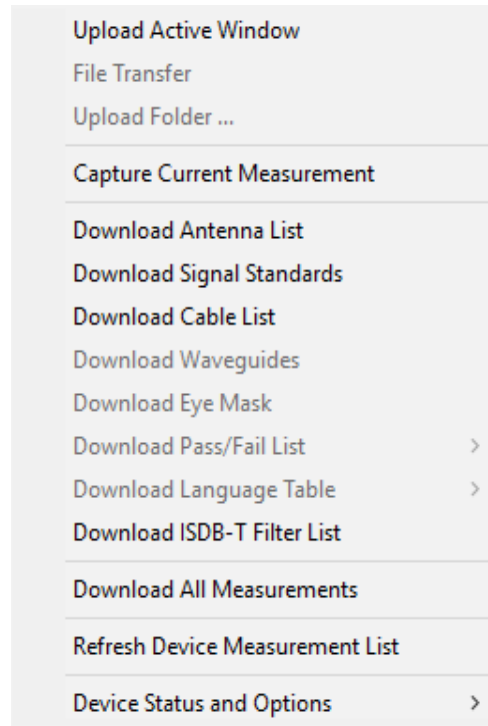 Upload Active Window
File Transfer
Upload Folder ...
Capture Current Measurement
Download Antenna List
Download Signal Standards
Download Cable List
Download Waveguides
Download Eye Mask
Download Pass/Fail List
Download Language Table
Download ISDB-T Filter List
Download All Measurements
Refresh Device Measurement List
Device Status and Options